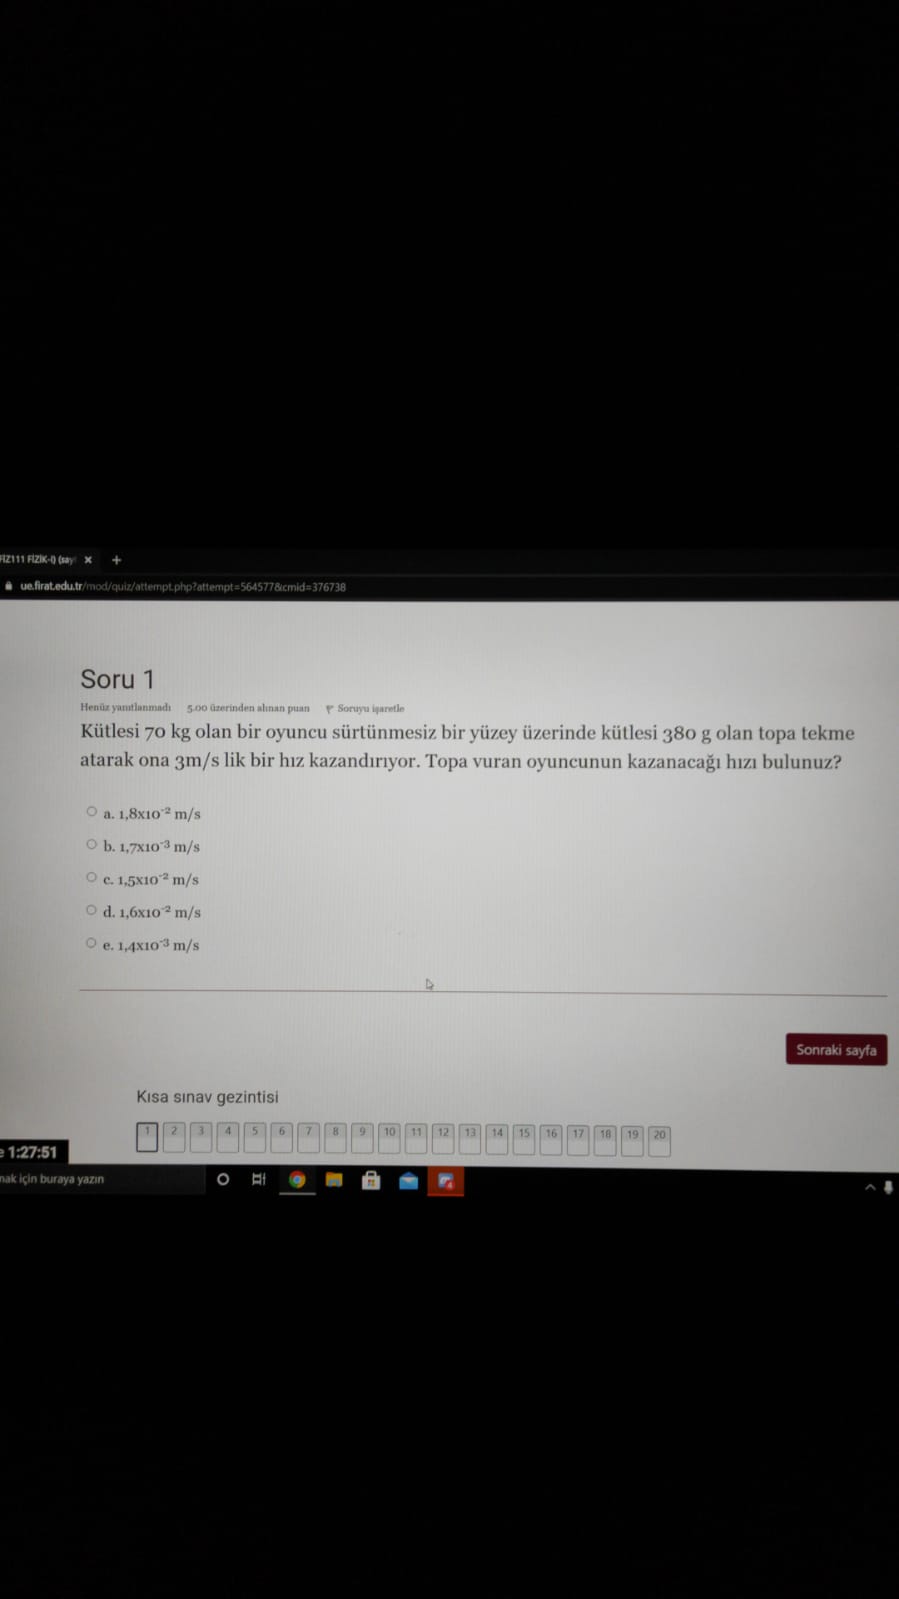 FİZ111 FİZİK-I) (say
ue.firat.edu.tr/mod/quiz/attempt.php?attempt=564577&cmid=376738
Soru 1
Henüz yanıtlanmadı 5,00 üzerinden alınan puan Soruyu işaretle
Kütlesi 70 kg olan bir oyuncu sürtünmesiz bir yüzey üzerinde kütlesi 380 g olan topa tekme
atarak ona 3m/s lik bir hız kazandırıyor. Topa vuran oyuncunun kazanacağı hızı bulunuz?
a. 1,8x10⁻² m/s
b. 1,7x10⁻³ m/s
c. 1,5x10⁻² m/s
d. 1,6x10⁻² m/s
e. 1,4x10⁻³ m/s
Sonraki sayfa
Kısa sınav gezintisi
1 2 3 4 5 6 7 8 9 10 11 12 13 14 15 16 17 18 19 20
e 1:27:51
mak için buraya yazın
4